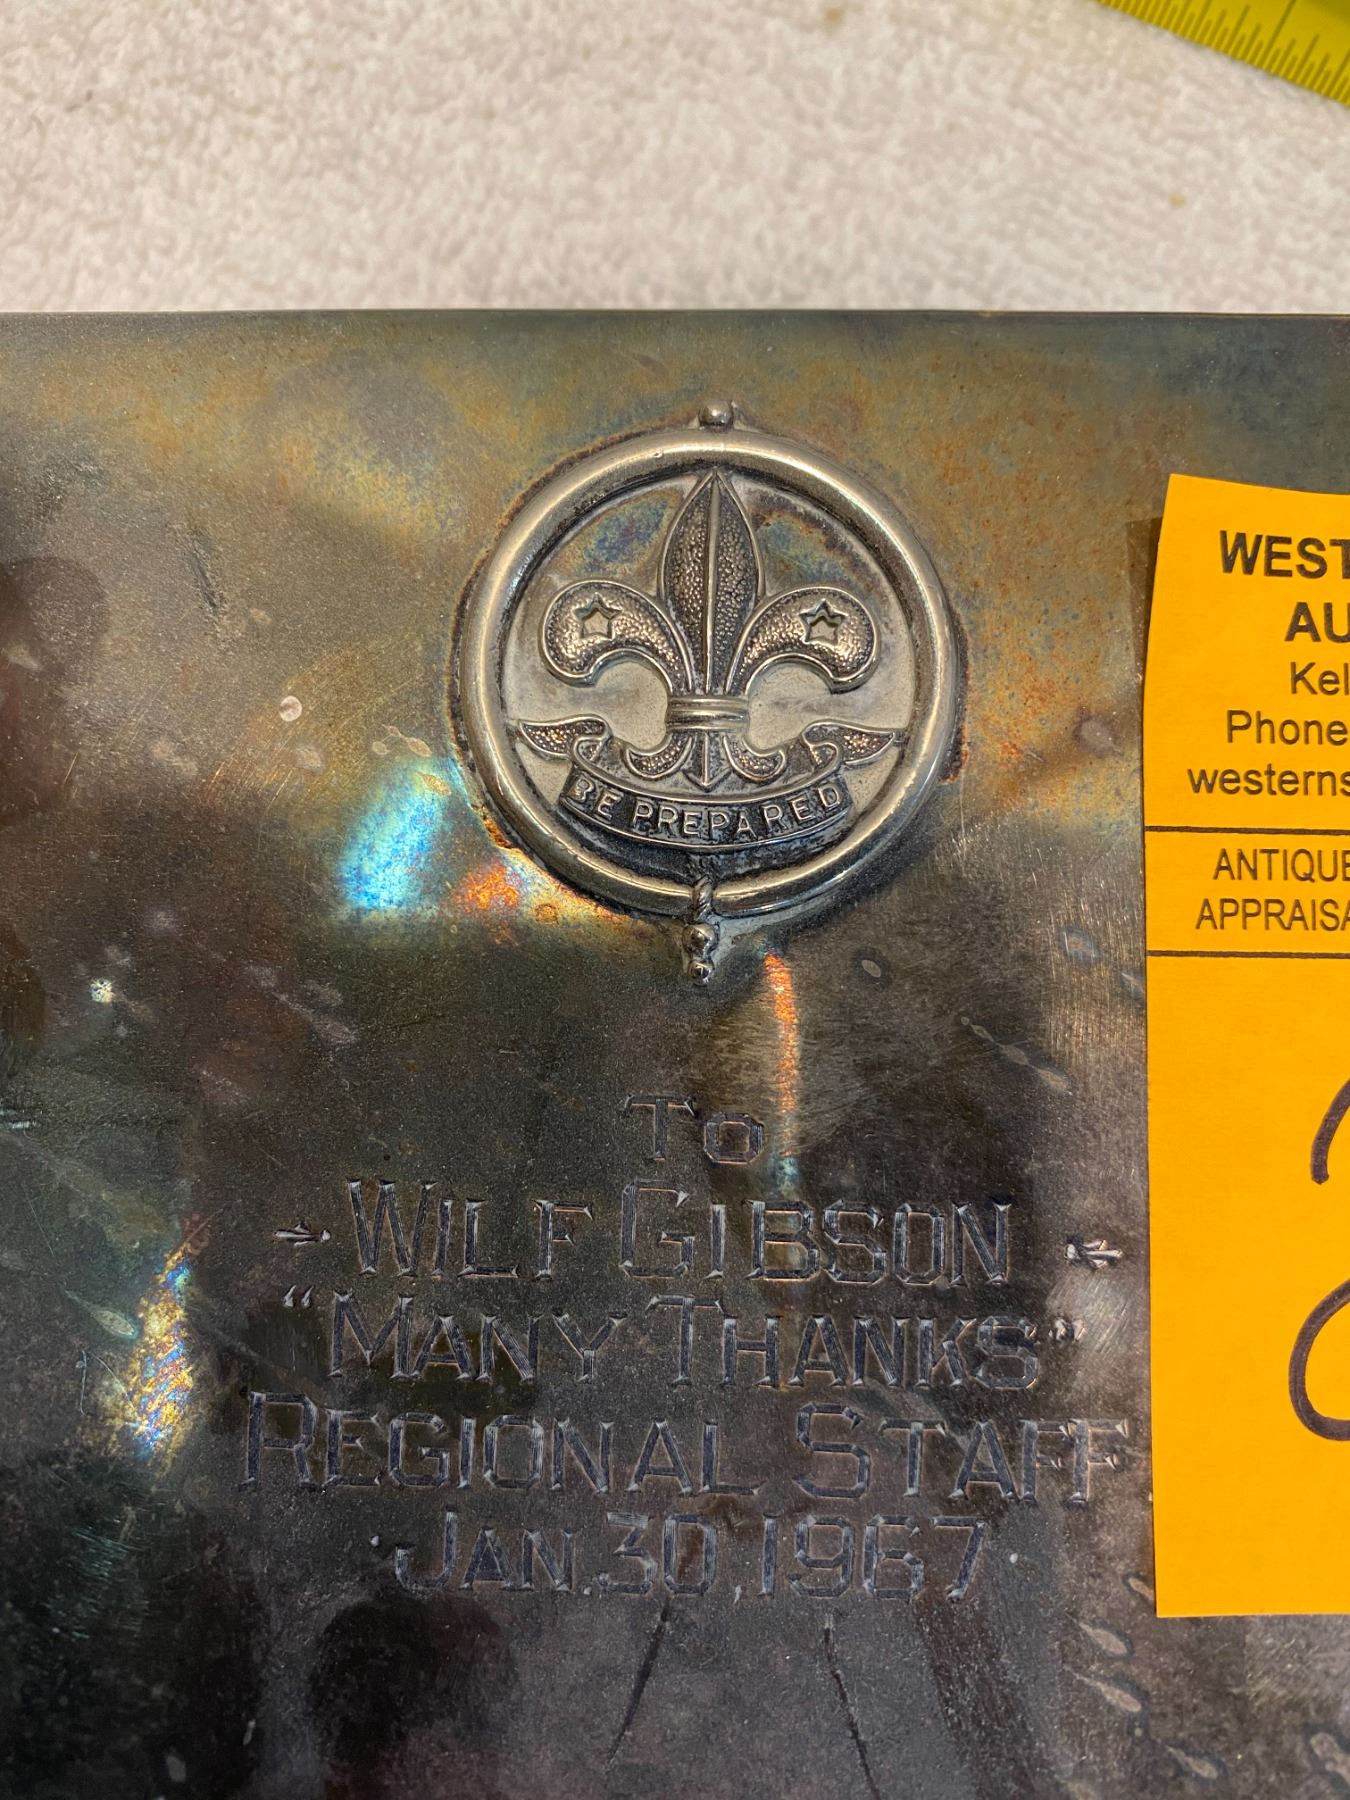 BE PREPARED
TO
WILF GIBSON
"MANY THANKS"
REGIONAL STAFF
JAN. 30, 1967
WEST
AU
Kel
Phone
westerns
ANTIQUE
APPRAISA